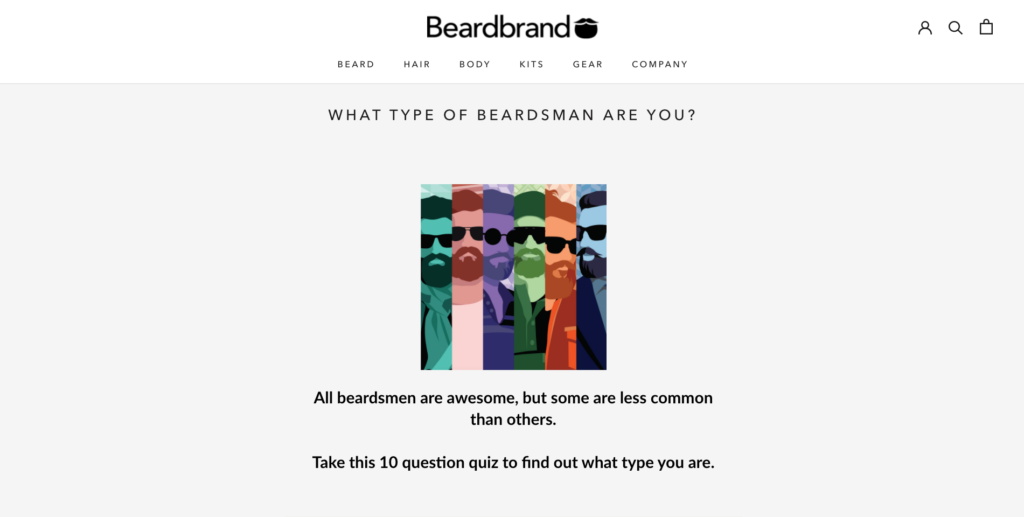 Beardbrand
BEARD HAIR BODY KITS GEAR COMPANY
WHAT TYPE OF BEARDSMAN ARE YOU?
All beardsmen are awesome, but some are less common
than others.
Take this 10 question quiz to find out what type you are.